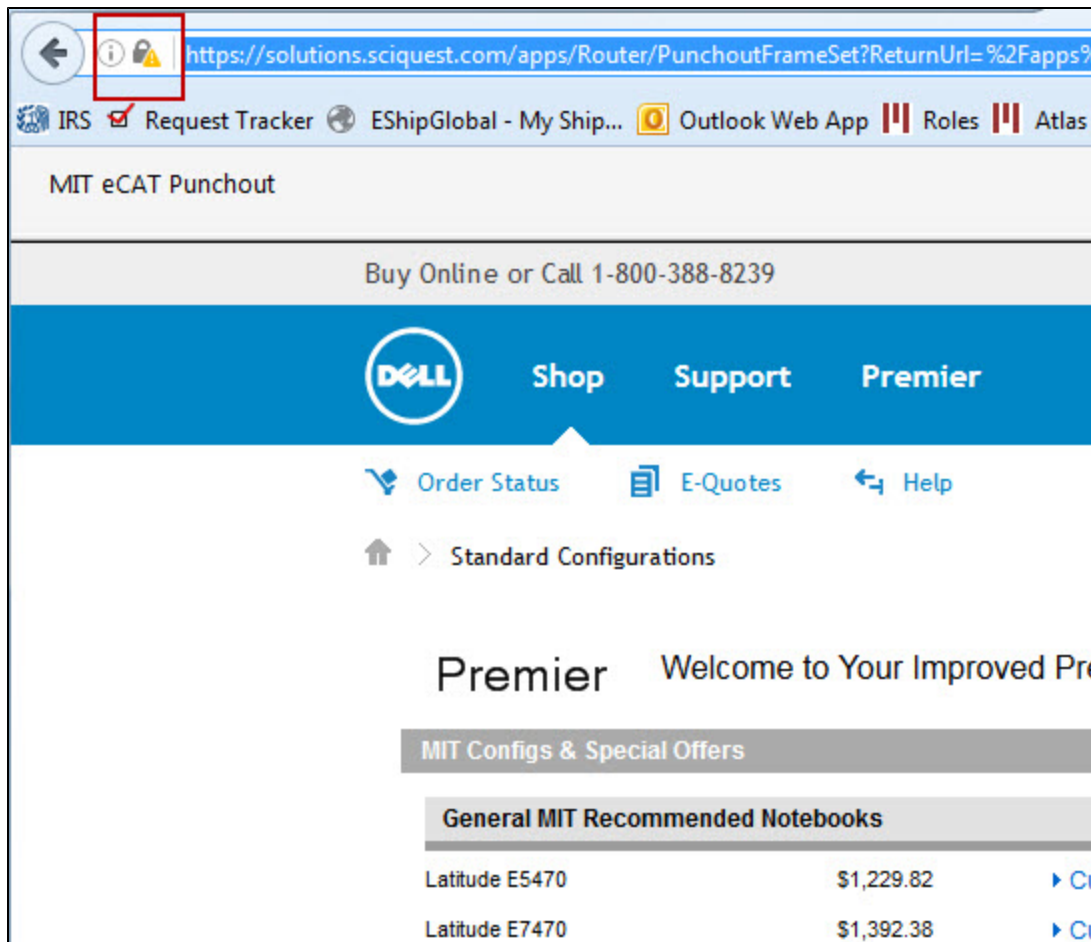 https://solutions.sciquest.com/apps/Router/PunchoutFrameSet?ReturnUrl=%2Fapps%
IRS Request Tracker EShipGlobal - My Ship... Outlook Web App Roles Atlas
MIT eCAT Punchout
Buy Online or Call 1-800-388-8239
DELL Shop Support Premier
Order Status E-Quotes Help
Standard Configurations
Premier Welcome to Your Improved Pre
MIT Configs & Special Offers
General MIT Recommended Notebooks
Latitude E5470 $1,229.82 Cu
Latitude E7470 $1,392.38 Cu